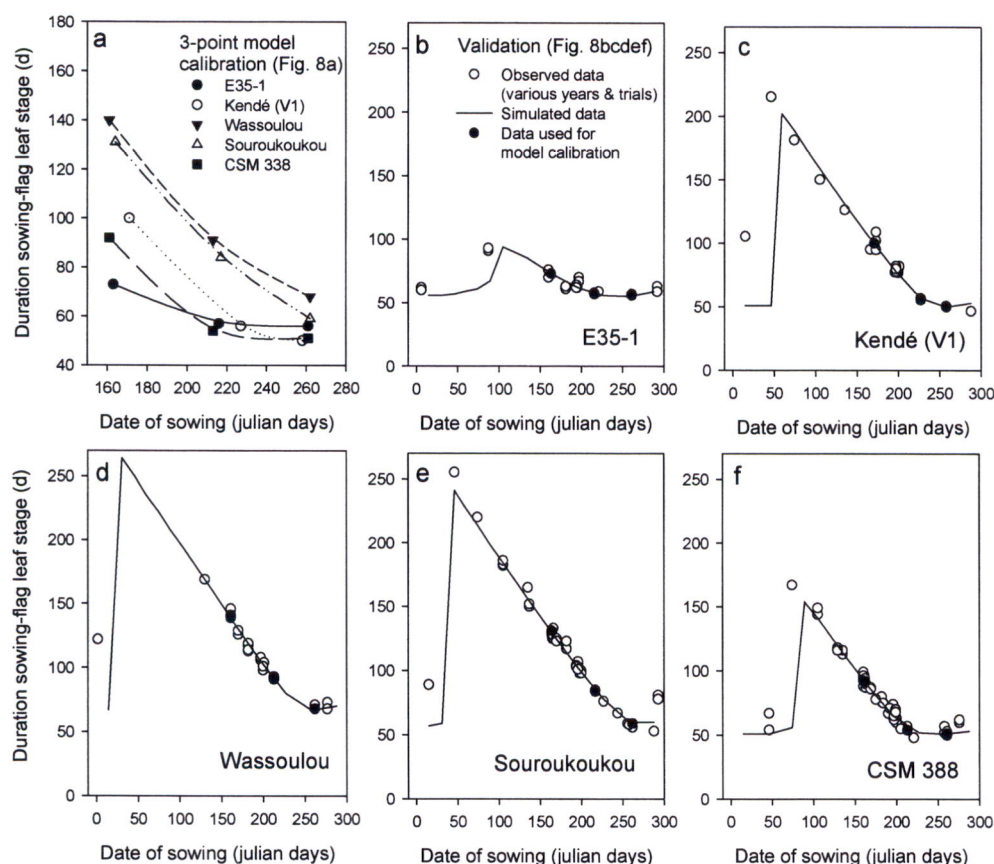 a
3-point model
calibration (Fig. 8a)
E35-1
Kendé (V1)
Wassoulou
Souroukoukou
CSM 338
180
160
140
120
100
80
60
40
160 180 200 220 240 260 280
Date of sowing (julian days)
Duration sowing-flag leaf stage (d)
b
Validation (Fig. 8bcdef)
Observed data
(various years & trials)
Simulated data
Data used for
model calibration
E35-1
250
200
150
100
50
0
0 50 100 150 200 250 300
Date of sowing (julian days)
c
Kendé (V1)
250
200
150
100
50
0
0 50 100 150 200 250 300
Date of sowing (julian days)
d
Wassoulou
250
200
150
100
50
0
0 50 100 150 200 250 300
Date of sowing (julian days)
Duration sowing-flag leaf stage (d)
e
Souroukoukou
250
200
150
100
50
0
0 50 100 150 200 250 300
Date of sowing (julian days)
f
CSM 388
250
200
150
100
50
0
0 50 100 150 200 250 300
Date of sowing (julian days)